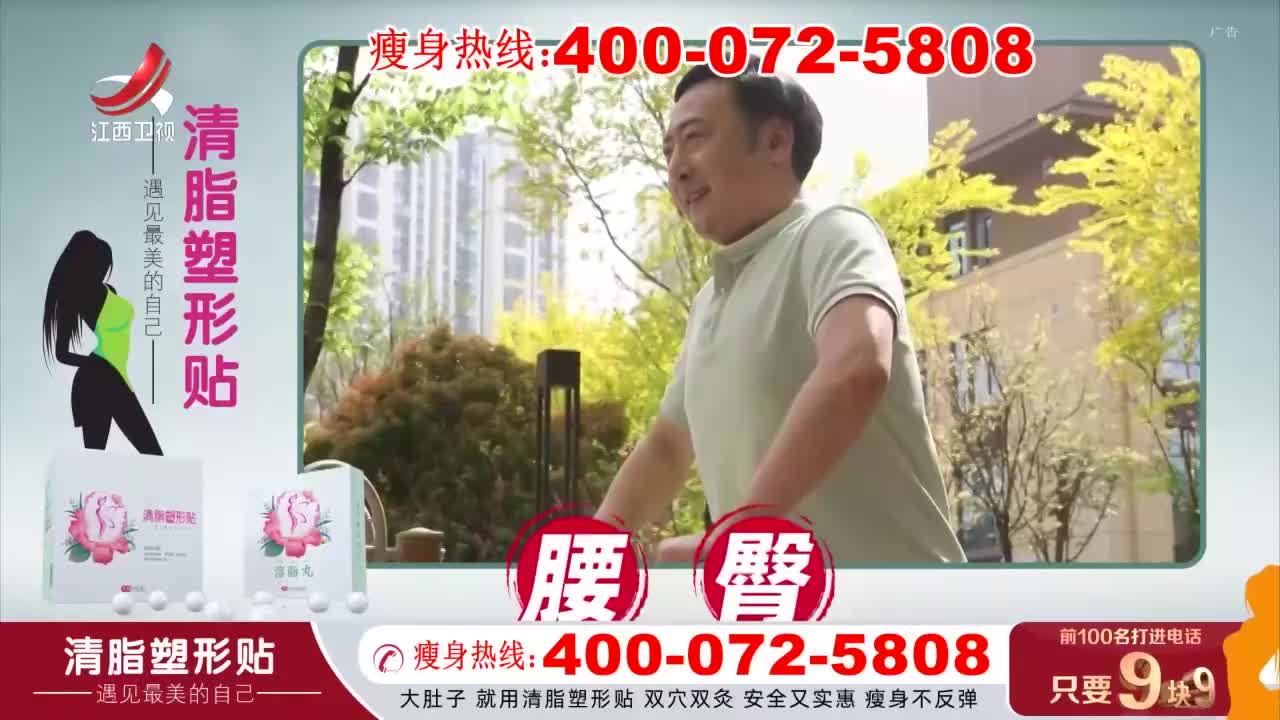 瘦身热线:400-072-5808
广告
江西卫视
清脂塑形贴
遇见最美的自己
清脂塑形贴
溶脂丸
腰 臀
清脂塑形贴
遇见最美的自己
瘦身热线:400-072-5808
大肚子 就用清脂塑形贴 双穴双灸 安全又实惠 瘦身不反弹
前100名打进电话
只要9块9